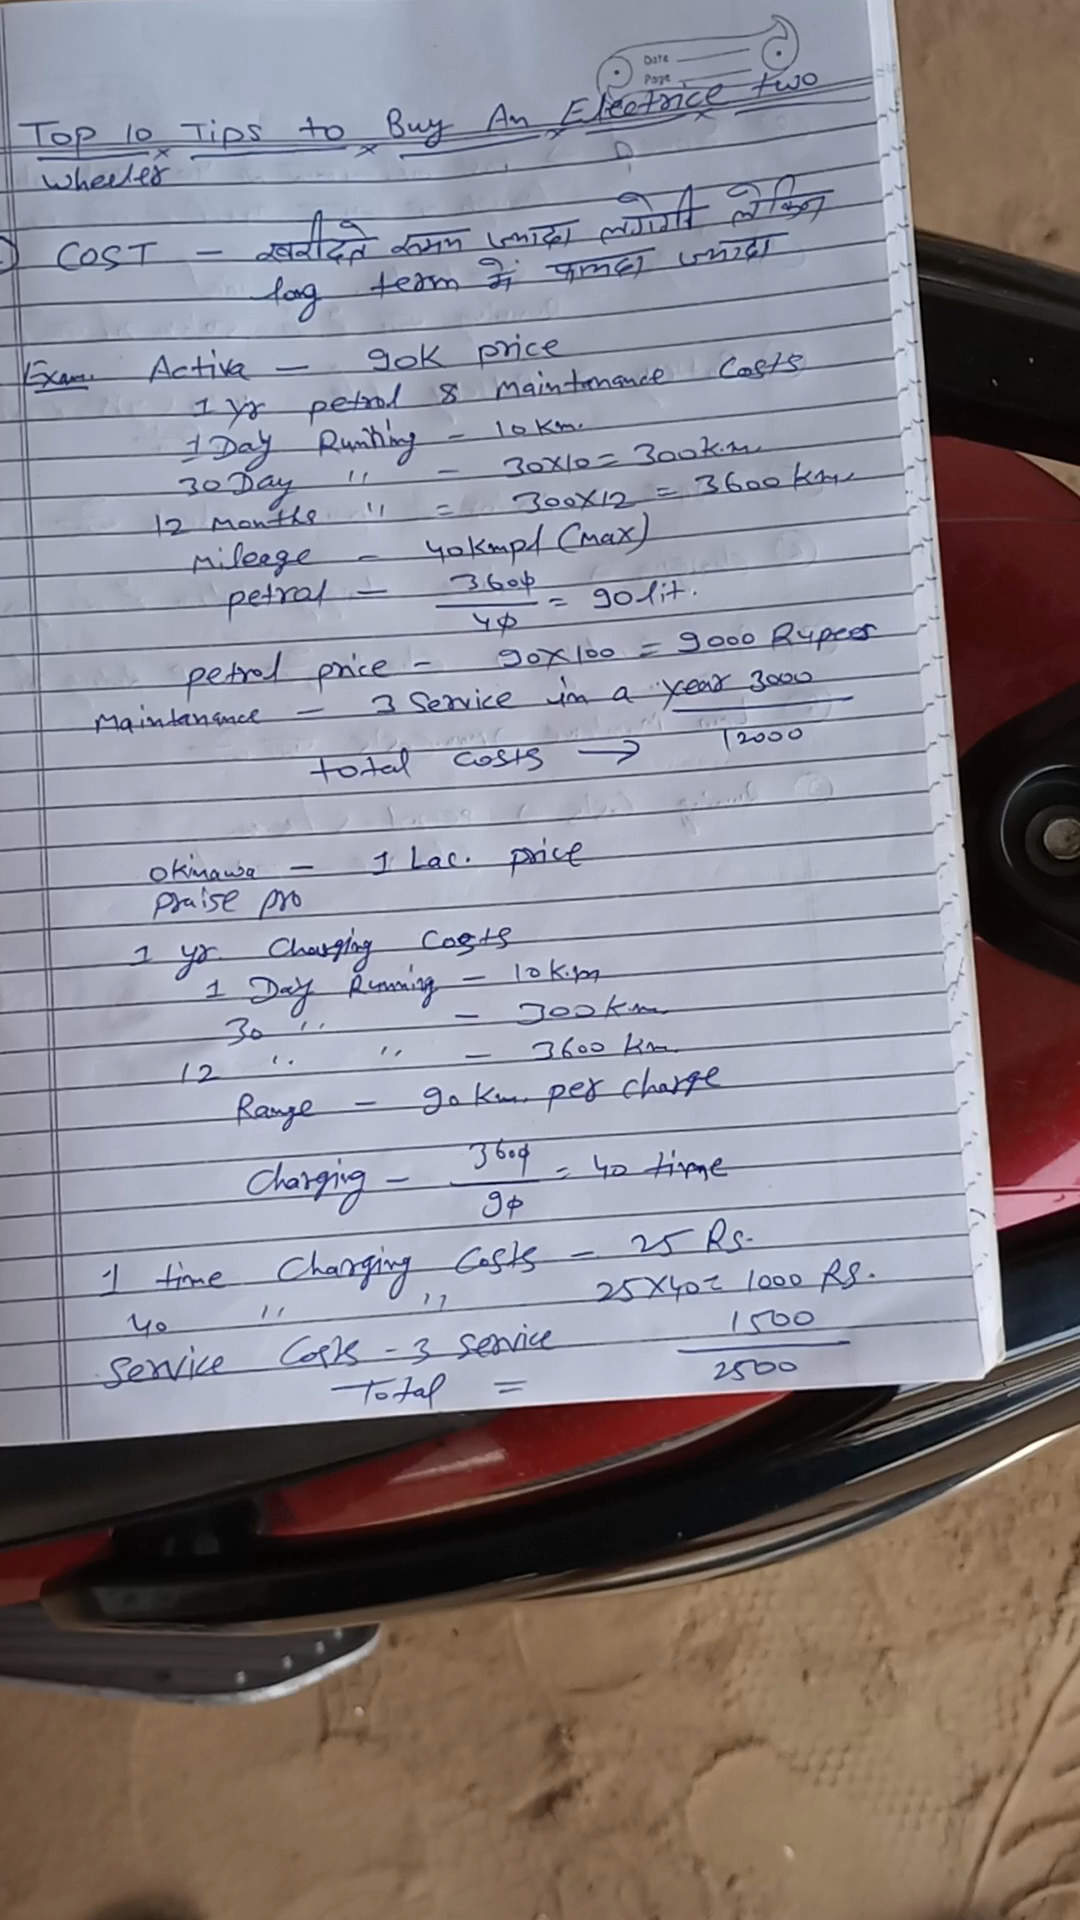 Date
Page
Top 10 Tips to Buy An Electrice two
wheeler
COST - खरीदते समय ज्यादा लगेगी लेकिन
log term में फायदा ज्यादा
Exam. Activa - 90K price
1 yr petrol & Maintenance Costs
1 Day Running - 10 Km.
30 Day " - 30X10 = 300 k.m.
12 Months " = 300X12 = 3600 km.
Mileage - 40kmpl (Max)
petrol - 3600/40 = 90 lit.
petrol price - 90X100 = 9000 Rupees
Maintenance - 3 Service in a year 3000
total costs → 12000
Okinawa - 1 Lac. price
Praise pro
1 yr. Charging Costs
1 Day Running - 10 k.m
30 " - 300 km.
12 " " - 3600 km.
Range - 90 km. per charge
Charging - 3600/90 = 40 time
1 time Charging Costs = 25 Rs.
40 " " 25X40= 1000 RS.
Service Costs - 3 service 1500
Total = 2500